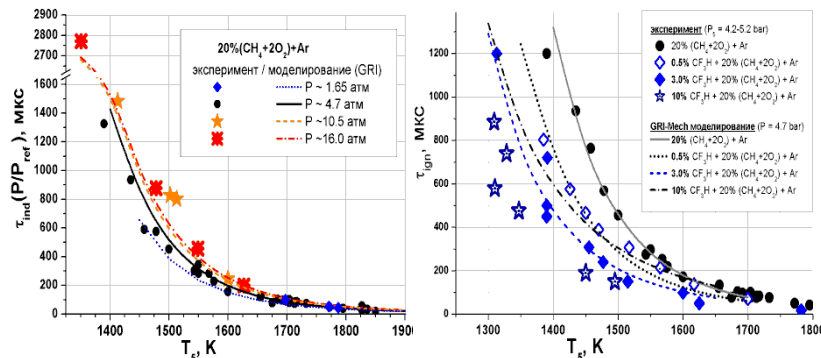 2900
2800
2700
2600
1400
1200
1000
800
600
400
200
0
τind(P/Pref), МКС
20%(CH4+2O2)+Ar
эксперимент / моделирование (GRI)
P ~ 1.65 атм
P ~ 4.7 атм
P ~10.5 атм
P ~16.0 атм
1400 1500 1600 1700 1800 1900
T5, K
1200
1000
800
600
400
200
0
τign, МКС
эксперимент (P5 = 4.2-5.2 bar)
20% (CH4+2O2) + Ar
0.5% CF3H + 20% (CH4+2O2) + Ar
3.0% CF3H + 20% (CH4+2O2) + Ar
10% CF3H + 20% (CH4+2O2) + Ar
GRI-Mech моделирование (P = 4.7 bar)
20% (CH4+2O2) + Ar
0.5% CF3H + 20% (CH4+2O2) + Ar
3.0% CF3H + 20% (CH4+2O2) + Ar
10% CF3H + 20% (CH4+2O2) + Ar
1300 1400 1500 1600 1700 1800
T5, K